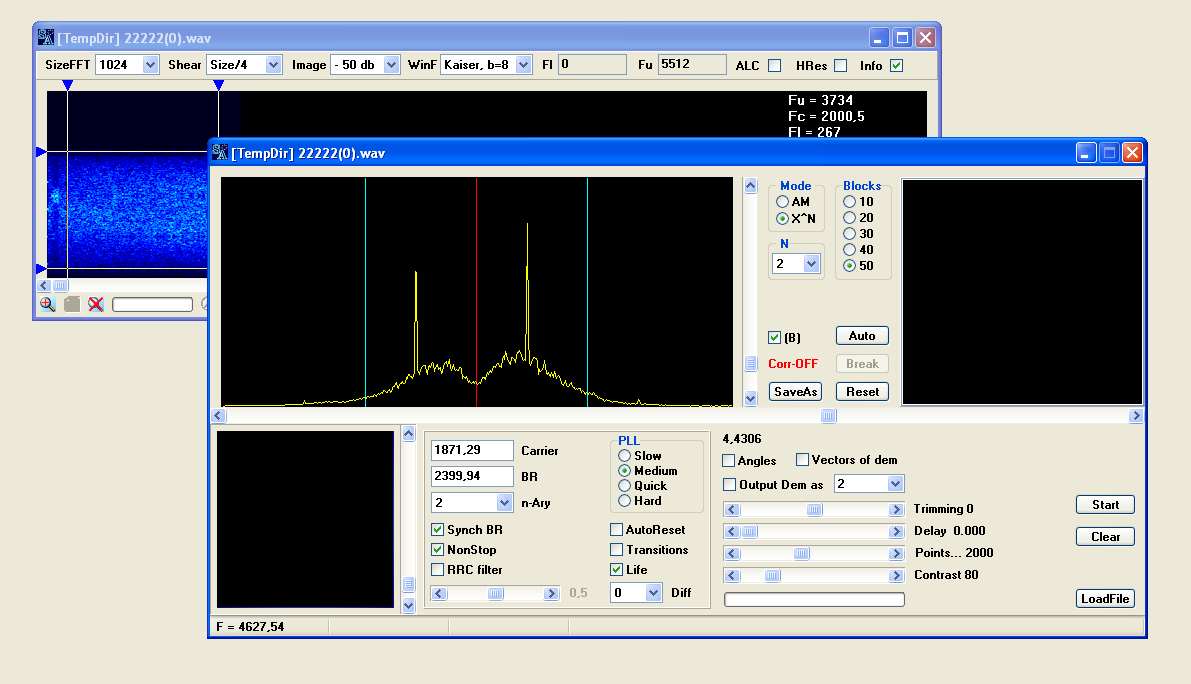 [TempDir] 22222(0).wav
SizeFFT 1024 Shear Size/4 Image - 50 db WinF Kaiser, b=8 Fl 0 Fu 5512 ALC HRes Info
Fu = 3734
Fc = 2000,5
Fl = 267
[TempDir] 22222(0).wav
Mode
AM
X^N
N
2
Blocks
10
20
30
40
50
(B)
Auto
Corr-OFF
Break
SaveAs
Reset
1871,29 Carrier
2399,94 BR
2 n-Ary
Synch BR
NonStop
RRC filter
0,5
PLL
Slow
Medium
Quick
Hard
AutoReset
Transitions
Life
0 Diff
4,4306
Angles Vectors of dem
Output Dem as 2
Trimming 0
Delay 0.000
Points... 2000
Contrast 80
Start
Clear
LoadFile
F = 4627,54